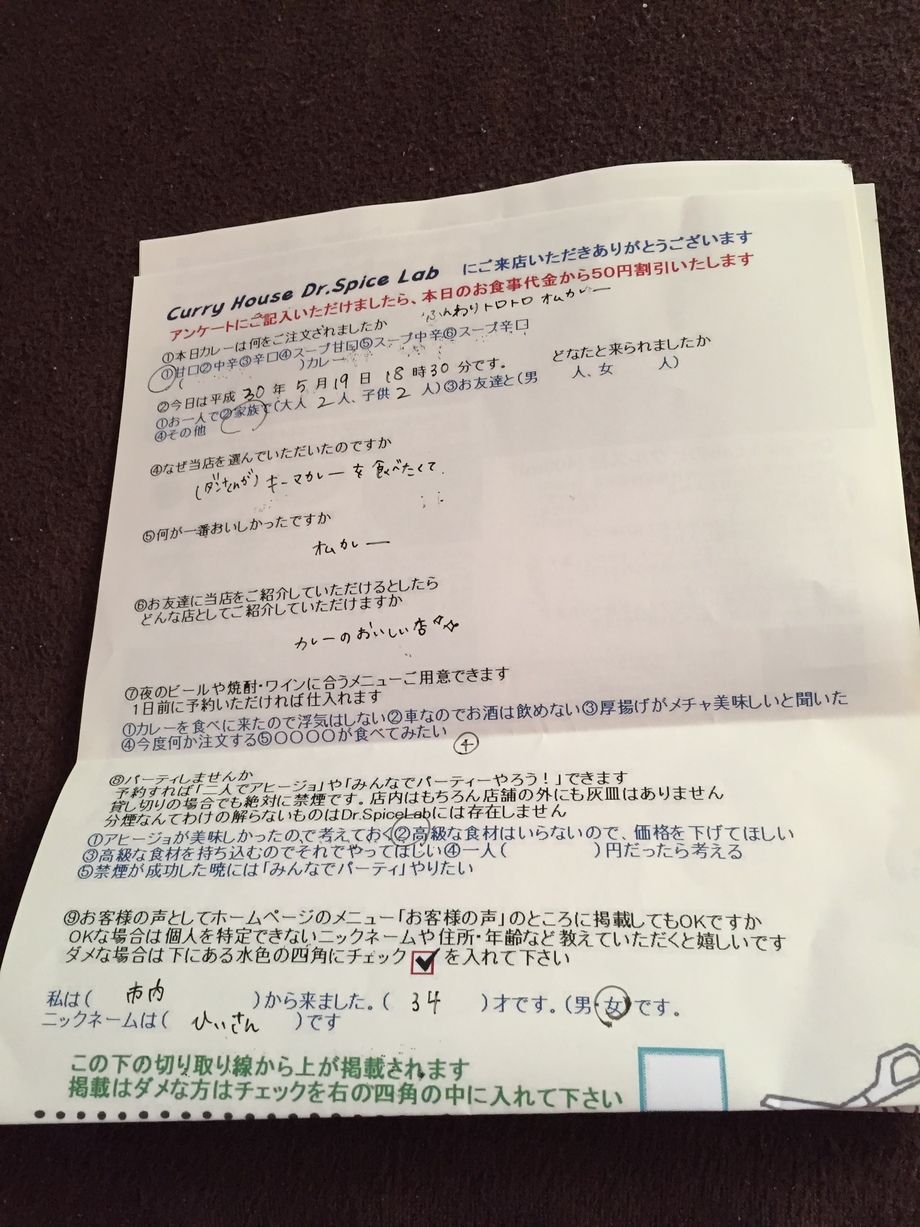 Curry House Dr.Spice Lab にご来店いただきありがとうございます
アンケートにご記入いただけましたら、本日のお食事代金から50円割引いたします
①本日カレーは何をご注文されましたか ふんわりトロトロ オムカレー
①甘口②中辛③辛口④スープ甘口⑤スープ中辛⑥スープ辛口
( )カレー
②今日は平成 30 年 5 月 19 日 18 時 30 分です。 どなたと来られましたか
①お一人で②家族で(大人 2 人、子供 2 人)③お友達と(男 人、女 人)
④その他
④なぜ当店を選んでいただいたのですか
(ダンナさんが) キーマカレーを食べたくて
⑤何が一番おいしかったですか
オムカレー
⑥お友達に当店をご紹介していただけるとしたら
どんな店としてご紹介していただけますか
カレーのおいしい店☆☆
⑦夜のビールや焼酎・ワインに合うメニューご用意できます
1日前に予約いただければ仕入れます
①カレーを食べに来たので浮気はしない②車なのでお酒は飲めない③厚揚げがメチャ美味しいと聞いた
④今度何か注文する⑤〇〇〇〇が食べてみたい
④
⑧パーティしませんか
予約すれば「二人でアヒージョ」や「みんなでパーティーやろう!」できます
貸し切りの場合でも絶対に禁煙です。店内はもちろん店舗の外にも灰皿はありません
分煙なんてわけの解らないものはDr.SpiceLabには存在しません
①アヒージョが美味しかったので考えておく②高級な食材はいらないので、価格を下げてほしい
③高級な食材を持ち込むのでそれでやってほしい④一人( )円だったら考える
⑤禁煙が成功した暁には「みんなでパーティ」やりたい
⑨お客様の声としてホームページのメニュー「お客様の声」のところに掲載してもOKですか
OKな場合は個人を特定できないニックネームや住所・年齢など教えていただくと嬉しいです
ダメな場合は下にある水色の四角にチェック を入れて下さい
私は( 市内 )から来ました。( 34 )才です。(男・女)です。
ニックネームは( ひぃさん )です
この下の切り取り線から上が掲載されます
掲載はダメな方はチェックを右の四角の中に入れて下さい